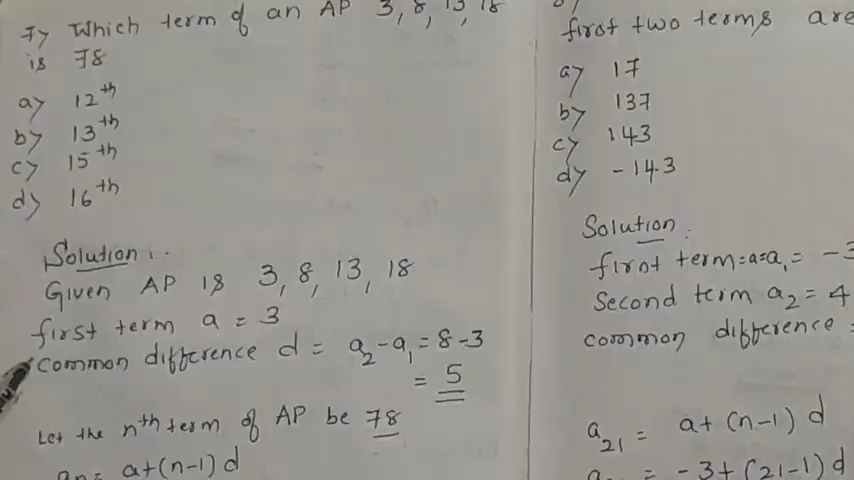 7) Which term of an AP 3, 8, 13, 18
is 78
a) 12th
b) 13th
c) 15th
d) 16th
Solution:
Given AP is 3, 8, 13, 18
first term a = 3
common difference d = a2 - a1 = 8 - 3
= 5
Let the nth term of AP be 78
an = a+(n-1) d
first two terms are
a) 17
b) 137
c) 143
d) -143
Solution:
first term = a = a1 = -3
Second term a2 = 4
common difference =
a21 = a+(n-1) d
= -3+(21-1) d